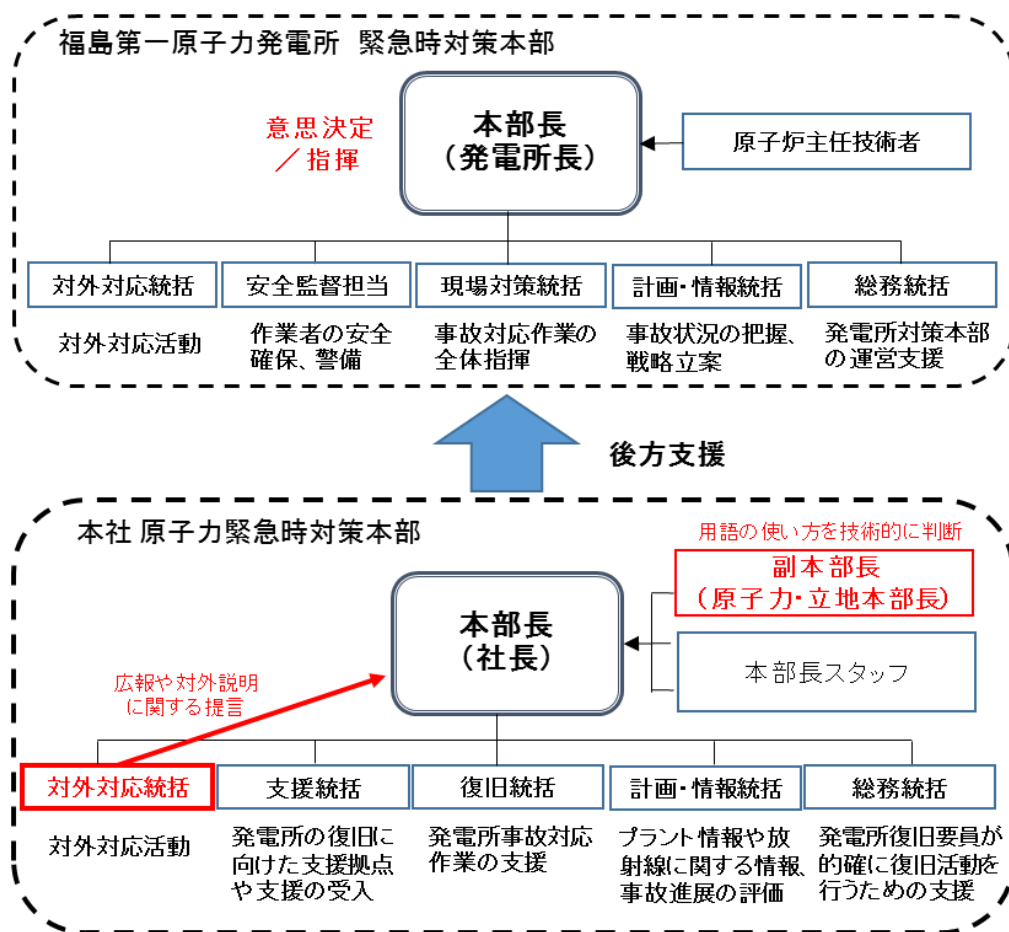 福島第一原子力発電所 緊急時対策本部
意思決定
／指揮
本部長
（発電所長）
原子炉主任技術者
対外対応統括
安全監督担当
現場対策統括
計画・情報統括
総務統括
対外対応活動
作業者の安全
確保、警備
事故対応作業の
全体指揮
事故状況の把握、
戦略立案
発電所対策本部
の運営支援
後方支援
本社 原子力緊急時対策本部
用語の使い方を技術的に判断
副本部長
（原子力・立地本部長）
本部長
（社長）
本部長スタッフ
広報や対外説明
に関する提言
対外対応統括
支援統括
復旧統括
計画・情報統括
総務統括
対外対応活動
発電所の復旧に
向けた支援拠点
や支援の受入
発電所事故対応
作業の支援
プラント情報や放
射線に関する情報、
事故進展の評価
発電所復旧要員が
的確に復旧活動を
行うための支援